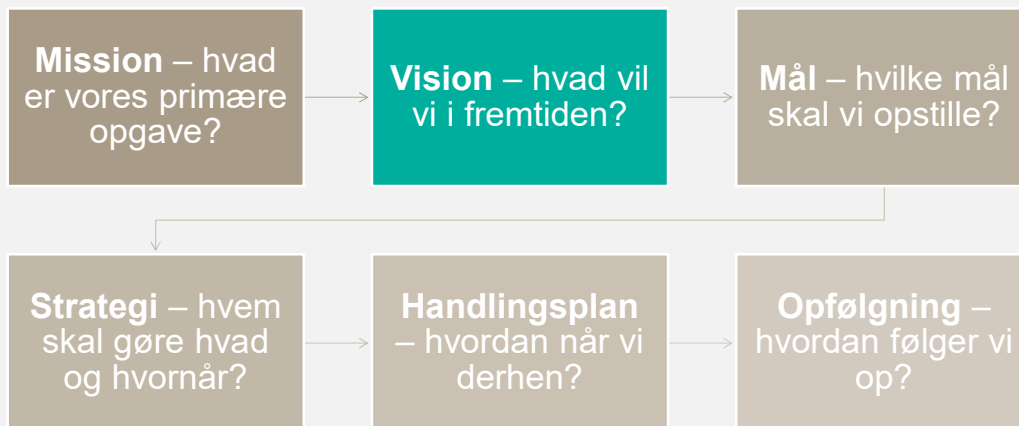 Mission – hvad
er vores primære
opgave?
Vision – hvad vil
vi i fremtiden?
Mål – hvilke mål
skal vi opstille?
Strategi – hvem
skal gøre hvad
og hvornår?
Handlingsplan
– hvordan når vi
derhen?
Opfølgning –
hvordan følger vi
op?